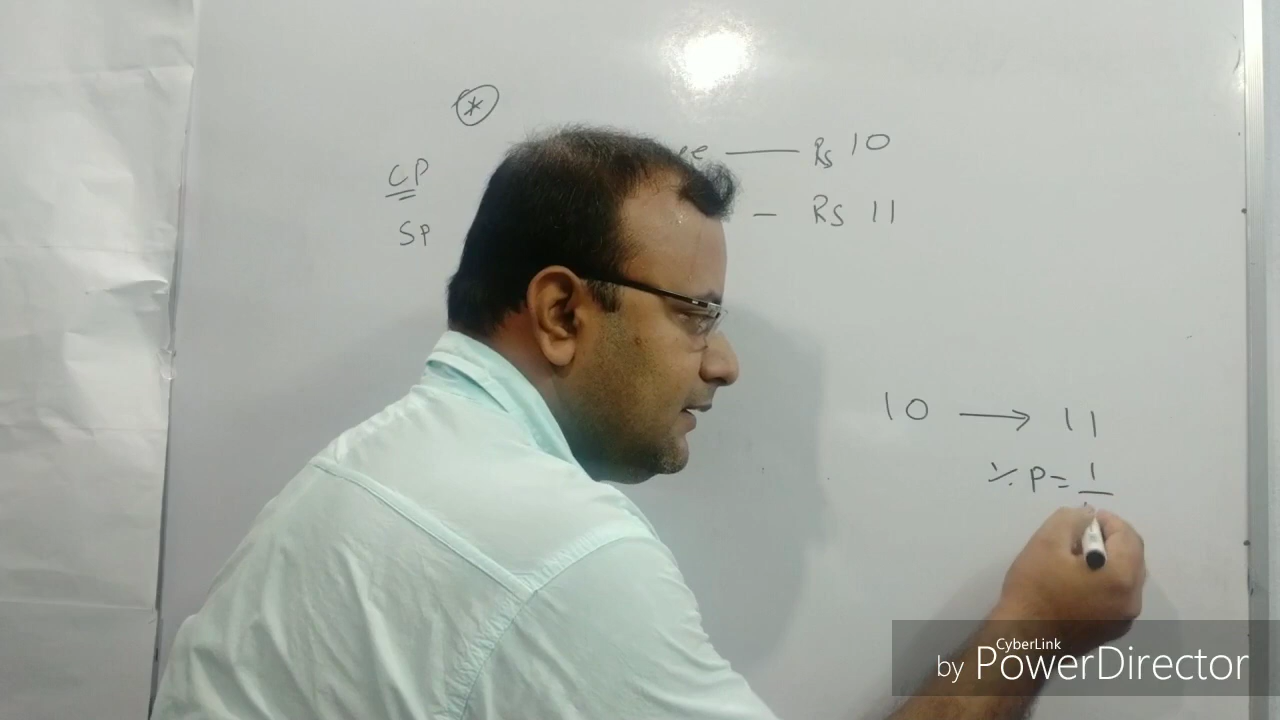 *
CP — Rs 10
SP – Rs 11
10 → 11
% P = 1
CyberLink
by PowerDirector